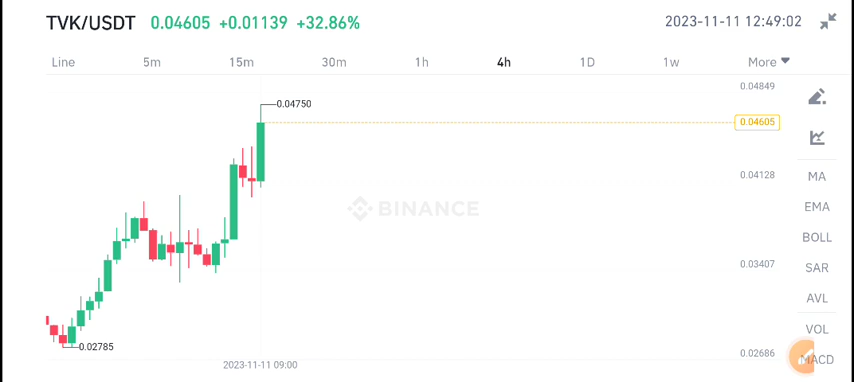 TVK/USDT 0.04605 +0.01139 +32.86% 2023-11-11 12:49:02
Line 5m 15m 30m 1h 4h 1D 1w More
0.04849
0.04750
0.04605
0.04128
MA
EMA
BINANCE
BOLL
0.03407
SAR
AVL
VOL
0.02785
0.02686
MACD
2023-11-11 09:00